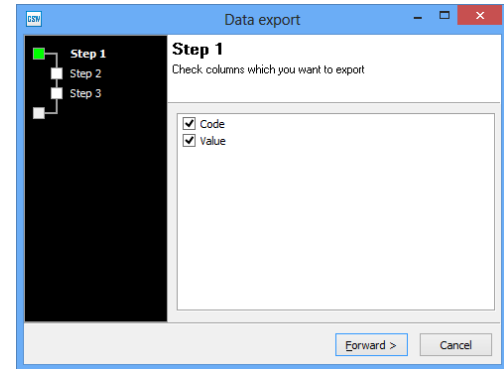 CSW
Data export
Step 1
Step 2
Step 3
Step 1
Check columns which you want to export
Code
Value
Forward >
Cancel